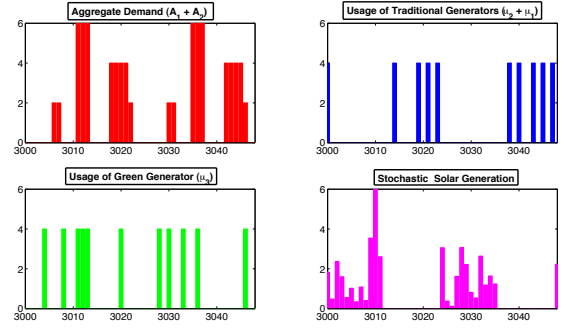 Aggregate Demand (A1 + A2)
6
4
2
0
3000 3010 3020 3030 3040
Usage of Traditional Generators (μ2 + μ1)
6
4
2
0
3000 3010 3020 3030 3040
Usage of Green Generator (μ3)
6
4
2
0
3000 3010 3020 3030 3040
Stochastic Solar Generation
6
4
2
0
3000 3010 3020 3030 3040